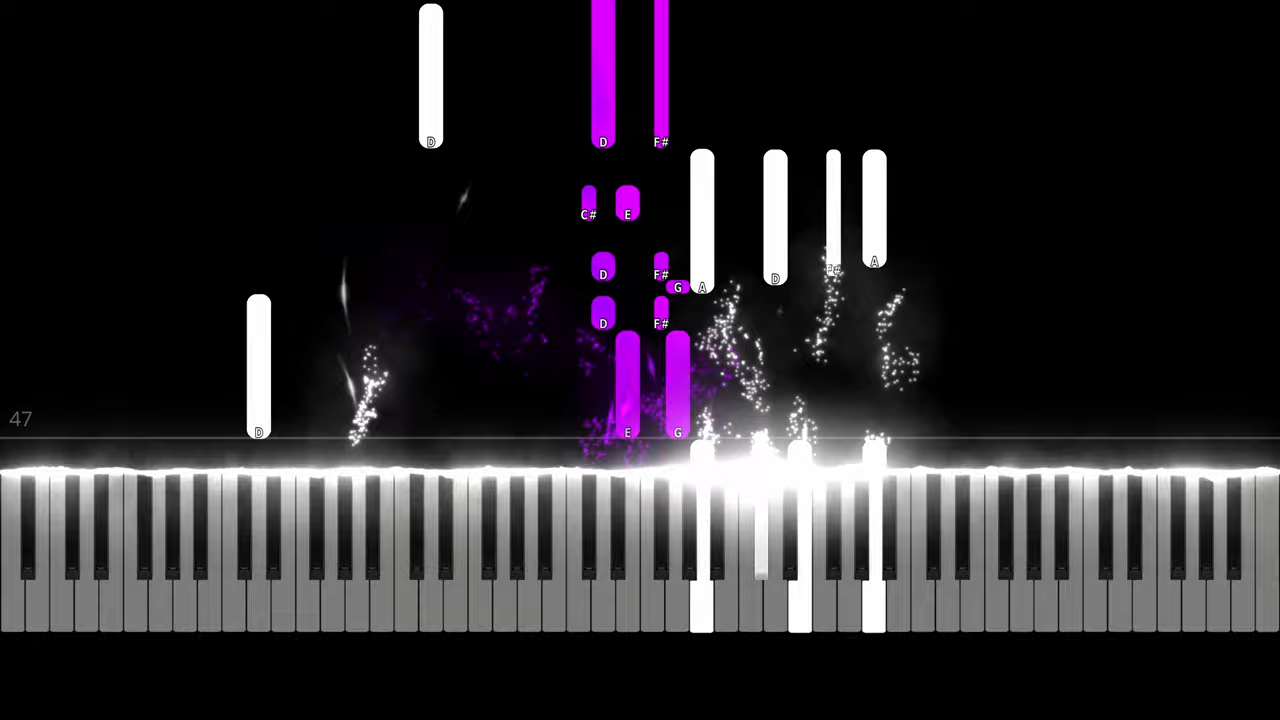 D
D F#
C# E
A
D F# D F# A
G A
D F#
47
D E G